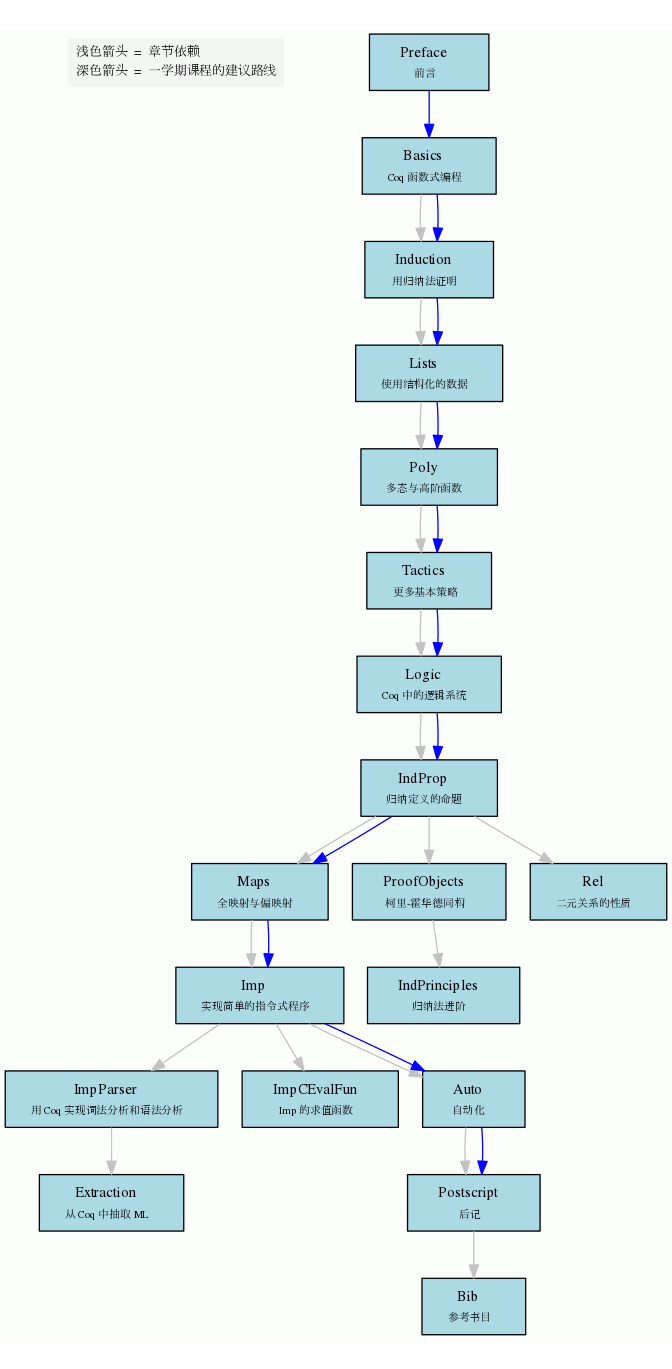 浅色箭头 = 章节依赖
深色箭头 = 一学期课程的建议路线
Preface
前言
Basics
Coq 函数式编程
Induction
用归纳法证明
Lists
使用结构化的数据
Poly
多态与高阶函数
Tactics
更多基本策略
Logic
Coq 中的逻辑系统
IndProp
归纳定义的命题
Maps
全映射与偏映射
ProofObjects
柯里-霍华德同构
Rel
二元关系的性质
Imp
实现简单的指令式程序
IndPrinciples
归纳法进阶
ImpParser
用 Coq 实现词法分析和语法分析
ImpCEvalFun
Imp 的求值函数
Auto
自动化
Extraction
从 Coq 中抽取 ML
Postscript
后记
Bib
参考书目